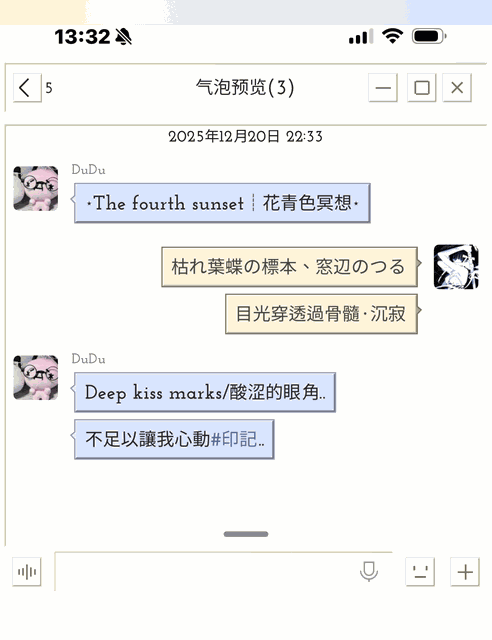 13:32
5
气泡预览(3)
2025年12月20日 22:33
DuDu
·The fourth sunset┆花青色冥想·
枯れ葉蝶の標本、窓辺のつる
目光穿透過骨髓·沉寂
DuDu
Deep kiss marks/酸涩的眼角..
不足以讓我心動#印記..